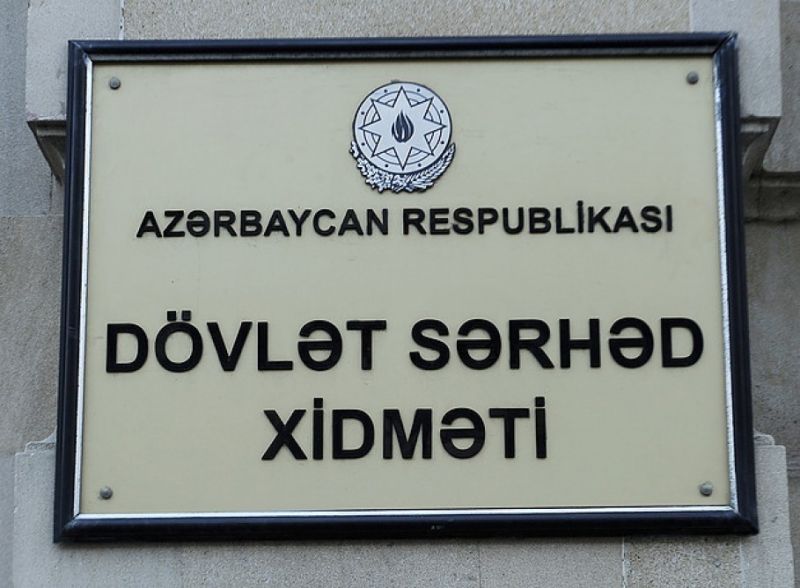 AZƏRBAYCAN RESPUBLİKASI
DÖVLƏT SƏRHƏD
XİDMƏTİ